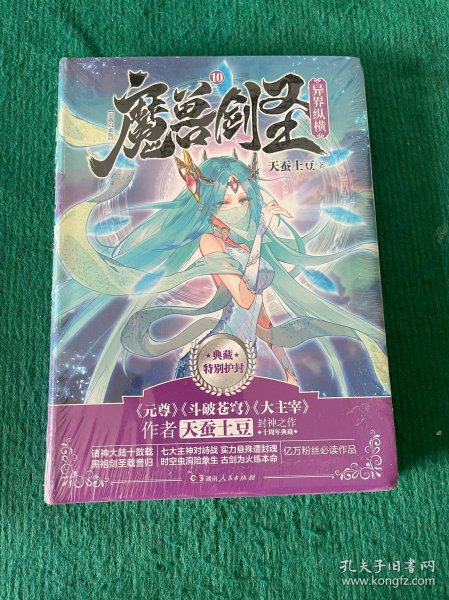 10
魔兽剑圣
异界纵横
天蚕土豆 著
典藏
特别护封
《元尊》《斗破苍穹》《大主宰》
作者 天蚕土豆 封神之作
十周年典藏
诸神大陆十数载 七大主神对峙战 实力悬殊遭封魂 亿万粉丝必读作品
黑袍剑圣载誉归 时空虫洞险象生 古剑为火练本命
湖南人民出版社
孔夫子旧书网
www.kongfz.com